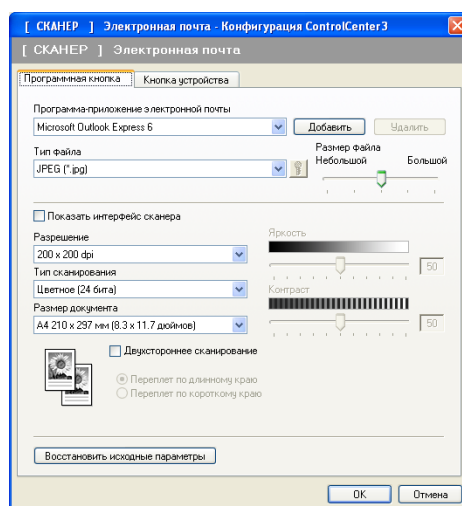 [ СКАНЕР ] Электронная почта - Конфигурация ControlCenter3
[ СКАНЕР ] Электронная почта
Программная кнопка
Кнопка устройства
Программа-приложение электронной почты
Microsoft Outlook Express 6
Добавить
Удалить
Тип файла
Размер файла
Небольшой
Большой
JPEG (*.jpg)
Показать интерфейс сканера
Разрешение
Яркость
200 x 200 dpi
50
Тип сканирования
Цветное (24 бита)
Контраст
Размер документа
A4 210 x 297 мм (8.3 x 11.7 дюймов)
50
Двухстороннее сканирование
Переплет по длинному краю
Переплет по короткому краю
Восстановить исходные параметры
OK
Отмена